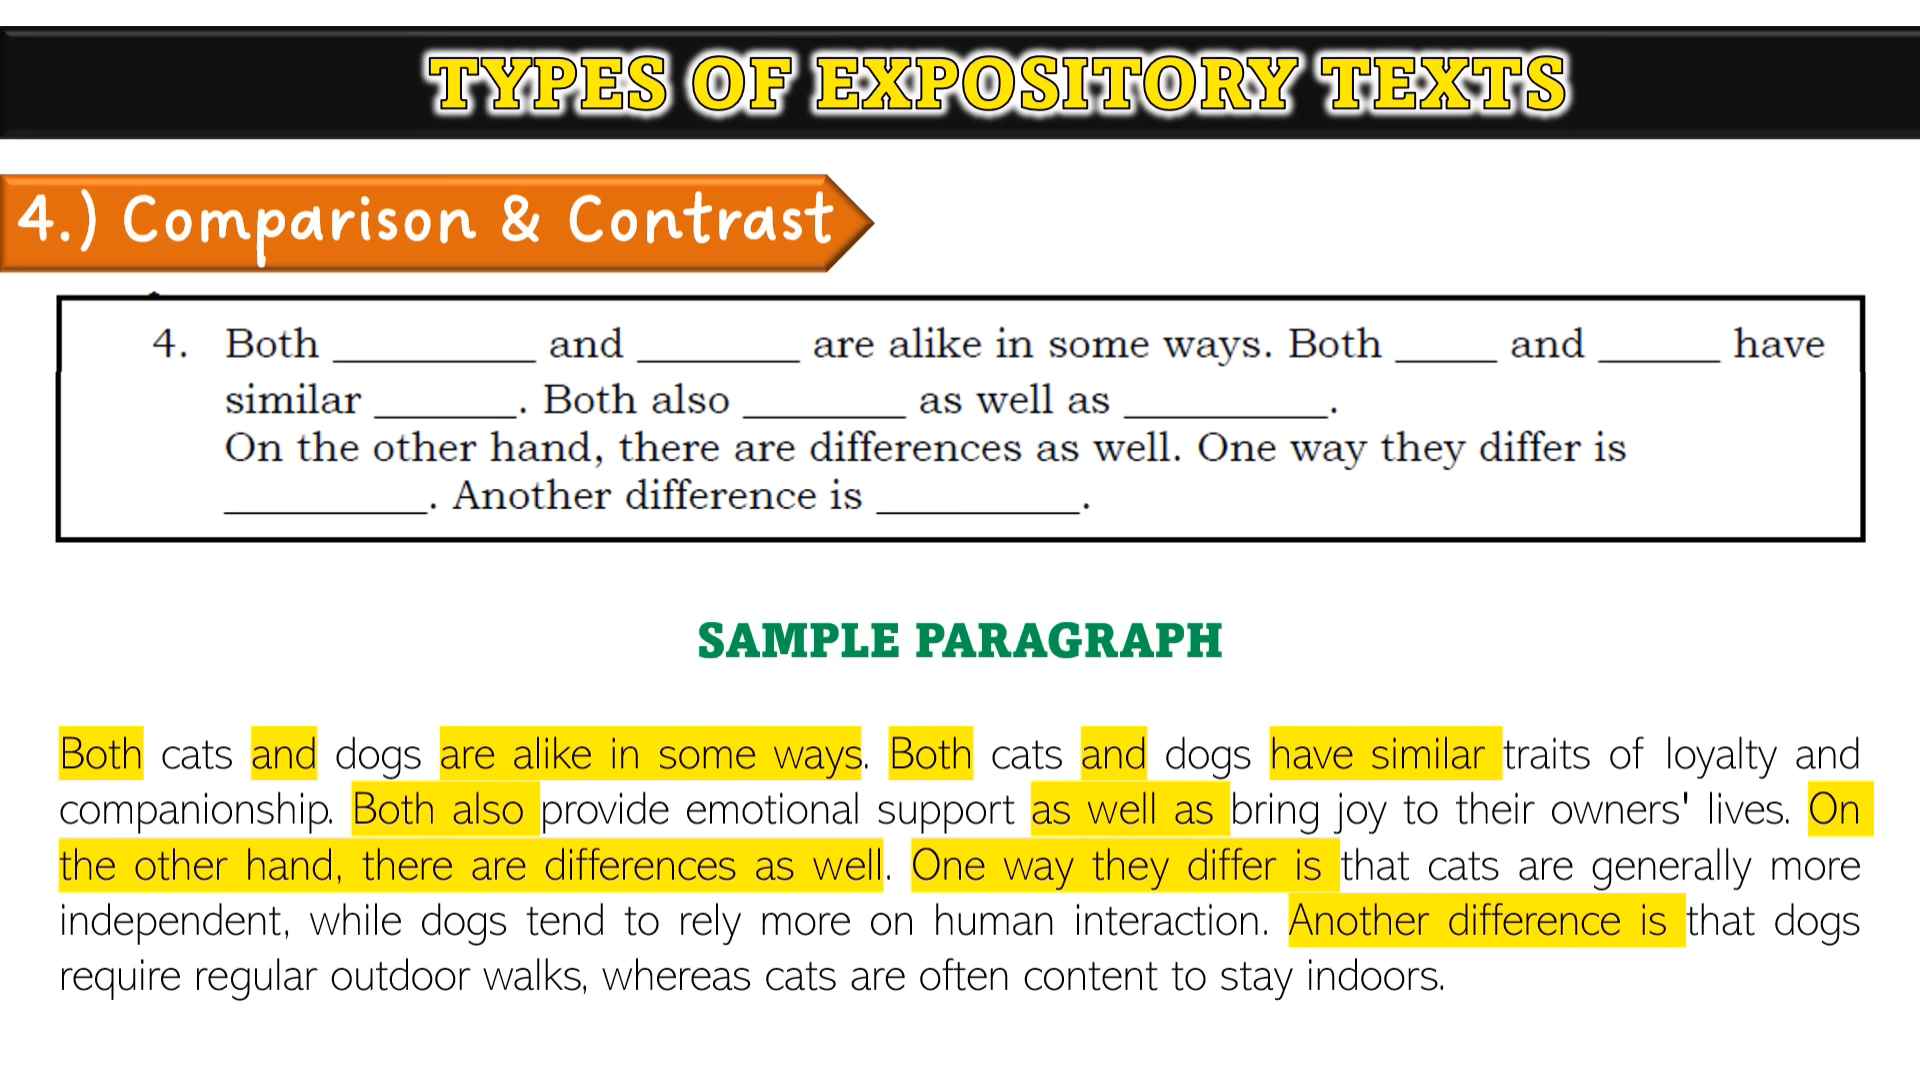 TYPES OF EXPOSITORY TEXTS
4.) Comparison & Contrast
4. Both __________ and ________ are alike in some ways. Both _____ and ______ have
similar _______. Both also ________ as well as __________.
On the other hand, there are differences as well. One way they differ is
__________. Another difference is __________.
SAMPLE PARAGRAPH
Both cats and dogs are alike in some ways. Both cats and dogs have similar traits of loyalty and
companionship. Both also provide emotional support as well as bring joy to their owners' lives. On
the other hand, there are differences as well. One way they differ is that cats are generally more
independent, while dogs tend to rely more on human interaction. Another difference is that dogs
require regular outdoor walks, whereas cats are often content to stay indoors.